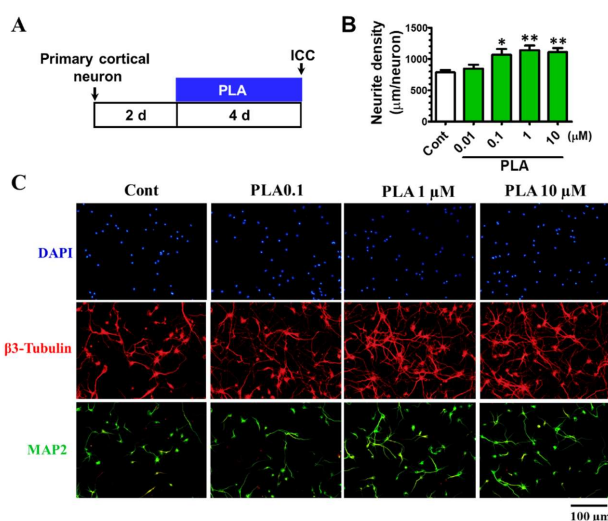 A
Primary cortical
neuron
ICC
PLA
2 d
4 d
B
Neurite density
(μm/neuron)
1500
1000
500
0
* ** **
Cont 0.01 0.1 1 10 (μM)
PLA
C
Cont PLA0.1 PLA 1 μM PLA 10 μM
DAPI
β3-Tubulin
MAP2
100 μm